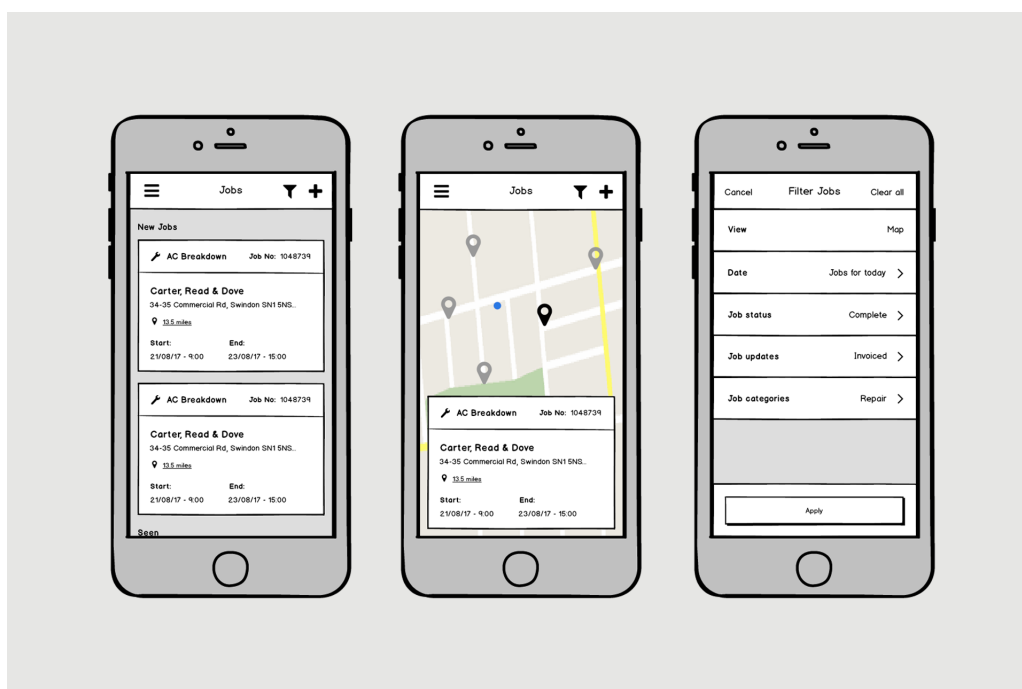 Jobs
New Jobs
AC Breakdown Job No: 1048739
Carter, Read & Dove
34-35 Commercial Rd, Swindon SN1 5NS..
13.5 miles
Start: End:
21/08/17 - 9:00 23/08/17 - 15:00
AC Breakdown Job No: 1048739
Carter, Read & Dove
34-35 Commercial Rd, Swindon SN1 5NS..
13.5 miles
Start: End:
21/08/17 - 9:00 23/08/17 - 15:00
Seen
Jobs
AC Breakdown Job No: 1048739
Carter, Read & Dove
34-35 Commercial Rd, Swindon SN1 5NS..
13.5 miles
Start: End:
21/08/17 - 9:00 23/08/17 - 15:00
Cancel Filter Jobs Clear all
View Map
Date Jobs for today
Job status Complete
Job updates Invoiced
Job categories Repair
Apply